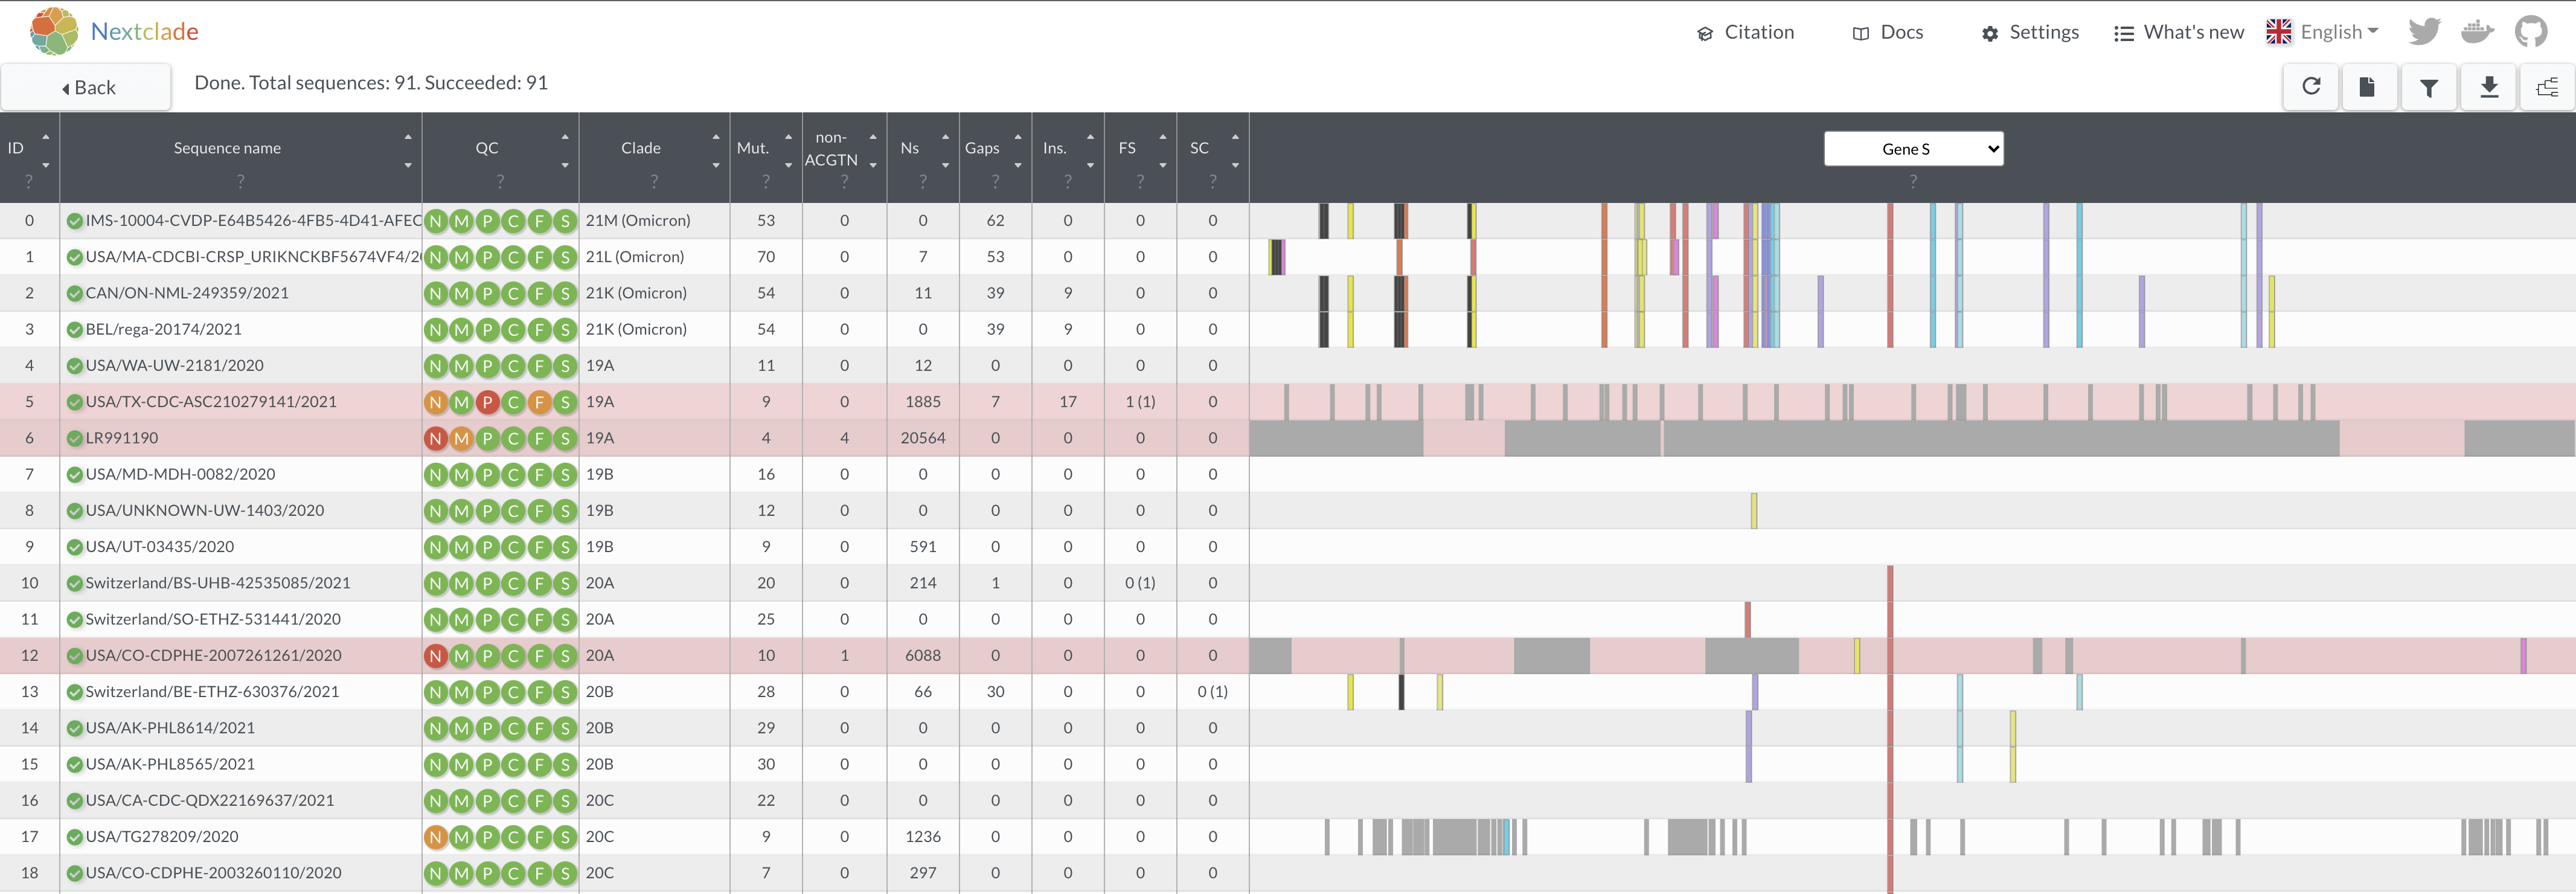 Nextclade
Citation
Docs
Settings
What's new
English
Back
Done. Total sequences: 91. Succeeded: 91
ID Sequence name QC Clade Mut. non-ACGTN Ns Gaps Ins. FS SC Gene S
? ? ? ? ? ? ? ? ? ? ? ?
0 IMS-10004-CVDP-E64B5426-4FB5-4D41-AFEC N M P C F S 21M (Omicron) 53 0 0 62 0 0 0
1 USA/MA-CDCBI-CRSP_URIKNCKBF5674VF4/2 N M P C F S 21L (Omicron) 70 0 7 53 0 0 0
2 CAN/ON-NML-249359/2021 N M P C F S 21K (Omicron) 54 0 11 39 9 0 0
3 BEL/rega-20174/2021 N M P C F S 21K (Omicron) 54 0 0 39 9 0 0
4 USA/WA-UW-2181/2020 N M P C F S 19A 11 0 12 0 0 0 0
5 USA/TX-CDC-ASC210279141/2021 N M P C F S 19A 9 0 1885 7 17 1 (1) 0
6 LR991190 N M P C F S 19A 4 4 20564 0 0 0 0
7 USA/MD-MDH-0082/2020 N M P C F S 19B 16 0 0 0 0 0 0
8 USA/UNKNOWN-UW-1403/2020 N M P C F S 19B 12 0 0 0 0 0 0
9 USA/UT-03435/2020 N M P C F S 19B 9 0 591 0 0 0 0
10 Switzerland/BS-UHB-42535085/2021 N M P C F S 20A 20 0 214 1 0 0 (1) 0
11 Switzerland/SO-ETHZ-531441/2020 N M P C F S 20A 25 0 0 0 0 0 0
12 USA/CO-CDPHE-2007261261/2020 N M P C F S 20A 10 1 6088 0 0 0 0
13 Switzerland/BE-ETHZ-630376/2021 N M P C F S 20B 28 0 66 30 0 0 0 (1)
14 USA/AK-PHL8614/2021 N M P C F S 20B 29 0 0 0 0 0 0
15 USA/AK-PHL8565/2021 N M P C F S 20B 30 0 0 0 0 0 0
16 USA/CA-CDC-QDX22169637/2021 N M P C F S 20C 22 0 0 0 0 0 0
17 USA/TG278209/2020 N M P C F S 20C 9 0 1236 0 0 0 0
18 USA/CO-CDPHE-2003260110/2020 N M P C F S 20C 7 0 297 0 0 0 0